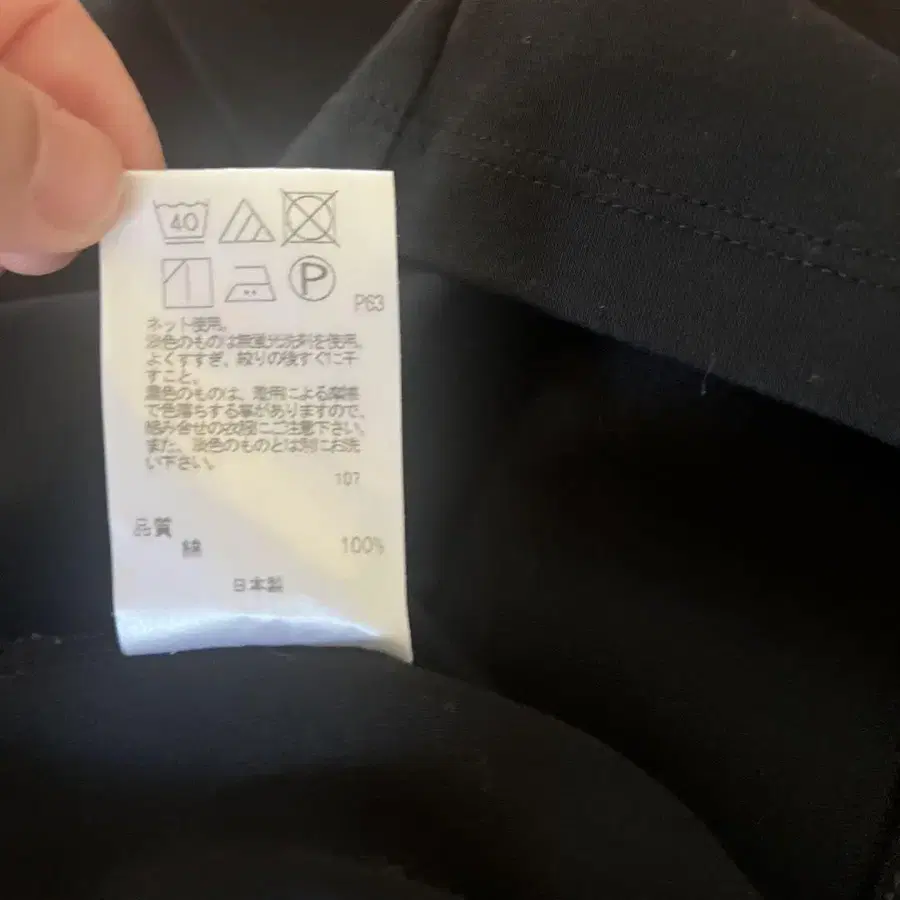 40
P
P63
ネット使用。
淡色のものは無蛍光洗剤を使用。
よくすすぎ、絞りの後すぐに干
すこと。
濃色のものは、着用による摩擦
で色落ちする事がありますので、
組み合せの衣服にご注意下さい。
また、淡色のものとは別にお洗
い下さい。
107
品質
綿 100%
日本製